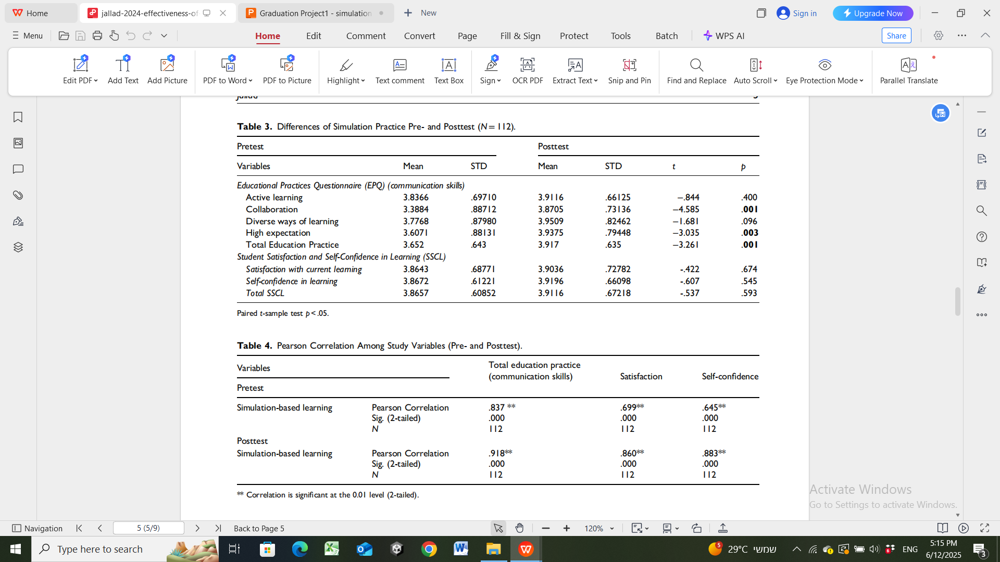 Home
jallad-2024-effectiveness-of
Graduation Project1 - simulation
New
Sign in
Upgrade Now
Menu
Home Edit Comment Convert Page Fill & Sign Protect Tools Batch WPS AI
Share
Edit PDF Add Text Add Picture PDF to Word PDF to Picture Highlight Text comment Text Box Sign OCR PDF Extract Text Snip and Pin Find and Replace Auto Scroll Eye Protection Mode Parallel Translate
Jallad 5
Table 3. Differences of Simulation Practice Pre- and Posttest (N = 112).
Pretest Posttest
Variables Mean STD Mean STD t p
Educational Practices Questionnaire (EPQ) (communication skills)
Active learning 3.8366 .69710 3.9116 .66125 −.844 .400
Collaboration 3.3884 .88712 3.8705 .73136 −4.585 .001
Diverse ways of learning 3.7768 .87980 3.9509 .82462 −1.681 .096
High expectation 3.6071 .88131 3.9375 .79448 −3.035 .003
Total Education Practice 3.652 .643 3.917 .635 −3.261 .001
Student Satisfaction and Self-Confidence in Learning (SSCL)
Satisfaction with current learning 3.8643 .68771 3.9036 .72782 -.422 .674
Self-confidence in learning 3.8672 .61221 3.9196 .66098 -.607 .545
Total SSCL 3.8657 .60852 3.9116 .67218 -.537 .593
Paired t-sample test p < .05.
Table 4. Pearson Correlation Among Study Variables (Pre- and Posttest).
Variables Total education practice (communication skills) Satisfaction Self-confidence
Pretest
Simulation-based learning Pearson Correlation .837 ** .699** .645**
Sig. (2-tailed) .000 .000 .000
N 112 112 112
Posttest
Simulation-based learning Pearson Correlation .918** .860** .883**
Sig. (2-tailed) .000 .000 .000
N 112 112 112
** Correlation is significant at the 0.01 level (2-tailed).
Activate Windows
Go to Settings to activate Windows.
Navigation 5 (5/9) Back to Page 5 120%
Type here to search
5
29°C שמשי
6
ENG
5:15 PM
6/12/2025
3